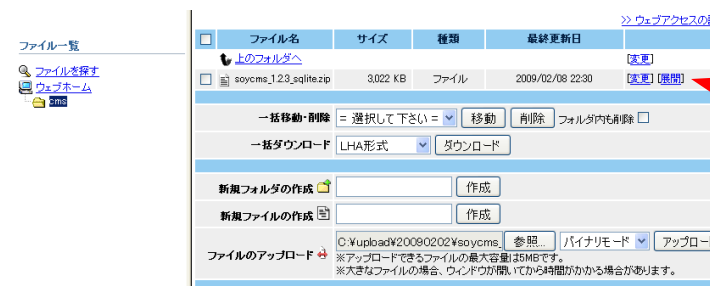 >> ウェブアクセスの
ファイル一覧
ファイルを探す
ウェブホーム
cms
ファイル名 サイズ 種類 最終更新日
上のフォルダへ [変更]
soycms_1.2.3_sqlite.zip 3,022 KB ファイル 2009/02/08 22:30 [変更] [展開]
一括移動・削除 = 選択して下さい = 移動 削除 フォルダ内も削除
一括ダウンロード LHA形式 ダウンロード
新規フォルダの作成 作成
新規ファイルの作成 作成
ファイルのアップロード C:¥upload¥20090202¥soycms_ 参照... バイナリモード アップロー
※アップロードできるファイルの最大容量は5MBです。
※大きなファイルの場合、ウィンドウが開いてから時間がかかる場合があります。